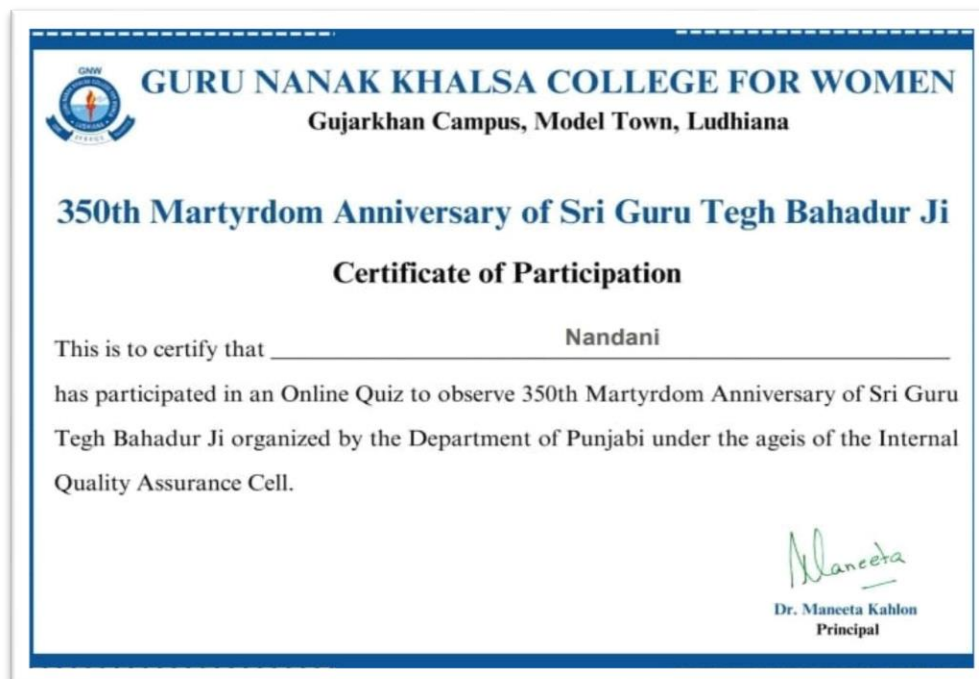 GNW
GURU NANAK KHALSA COLLEGE FOR WOMEN
Gujarkhan Campus, Model Town, Ludhiana
LUDHIANA
SERVICE
350th Martyrdom Anniversary of Sri Guru Tegh Bahadur Ji
Certificate of Participation
This is to certify that Nandani
has participated in an Online Quiz to observe 350th Martyrdom Anniversary of Sri Guru
Tegh Bahadur Ji organized by the Department of Punjabi under the ageis of the Internal
Quality Assurance Cell.
Maneeta
Dr. Maneeta Kahlon
Principal